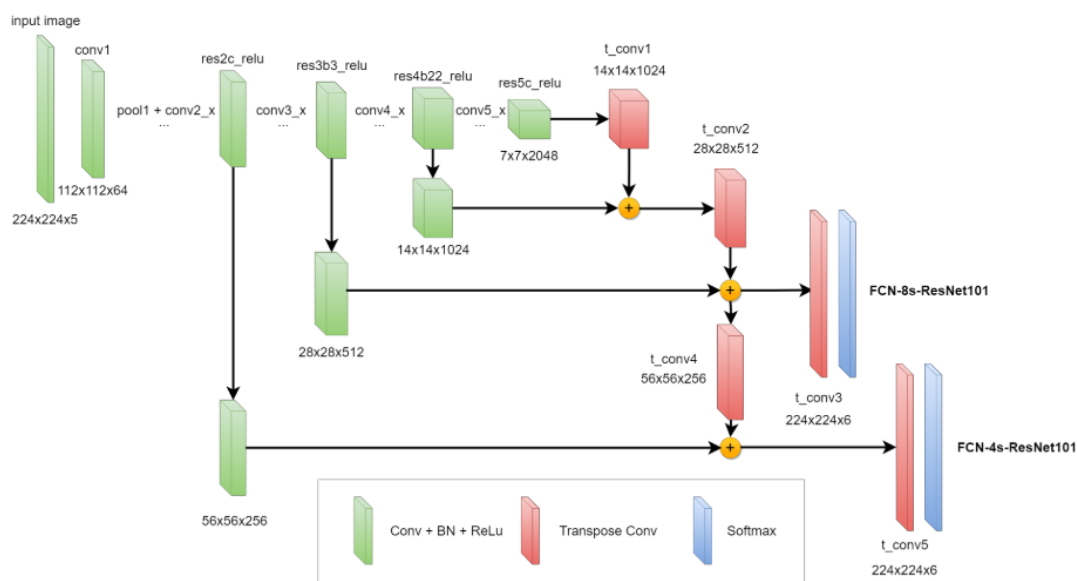 input image
conv1
res2c_relu
res3b3_relu
res4b22_relu
res5c_relu
t_conv1
14x14x1024
pool1 + conv2_x
...
conv3_x
...
conv4_x
...
conv5_x
...
7x7x2048
t_conv2
28x28x512
112x112x64
224x224x5
14x14x1024
+
+
FCN-8s-ResNet101
28x28x512
t_conv4
56x56x256
t_conv3
224x224x6
+
FCN-4s-ResNet101
56x56x256
Conv + BN + ReLu
Transpose Conv
Softmax
t_conv5
224x224x6